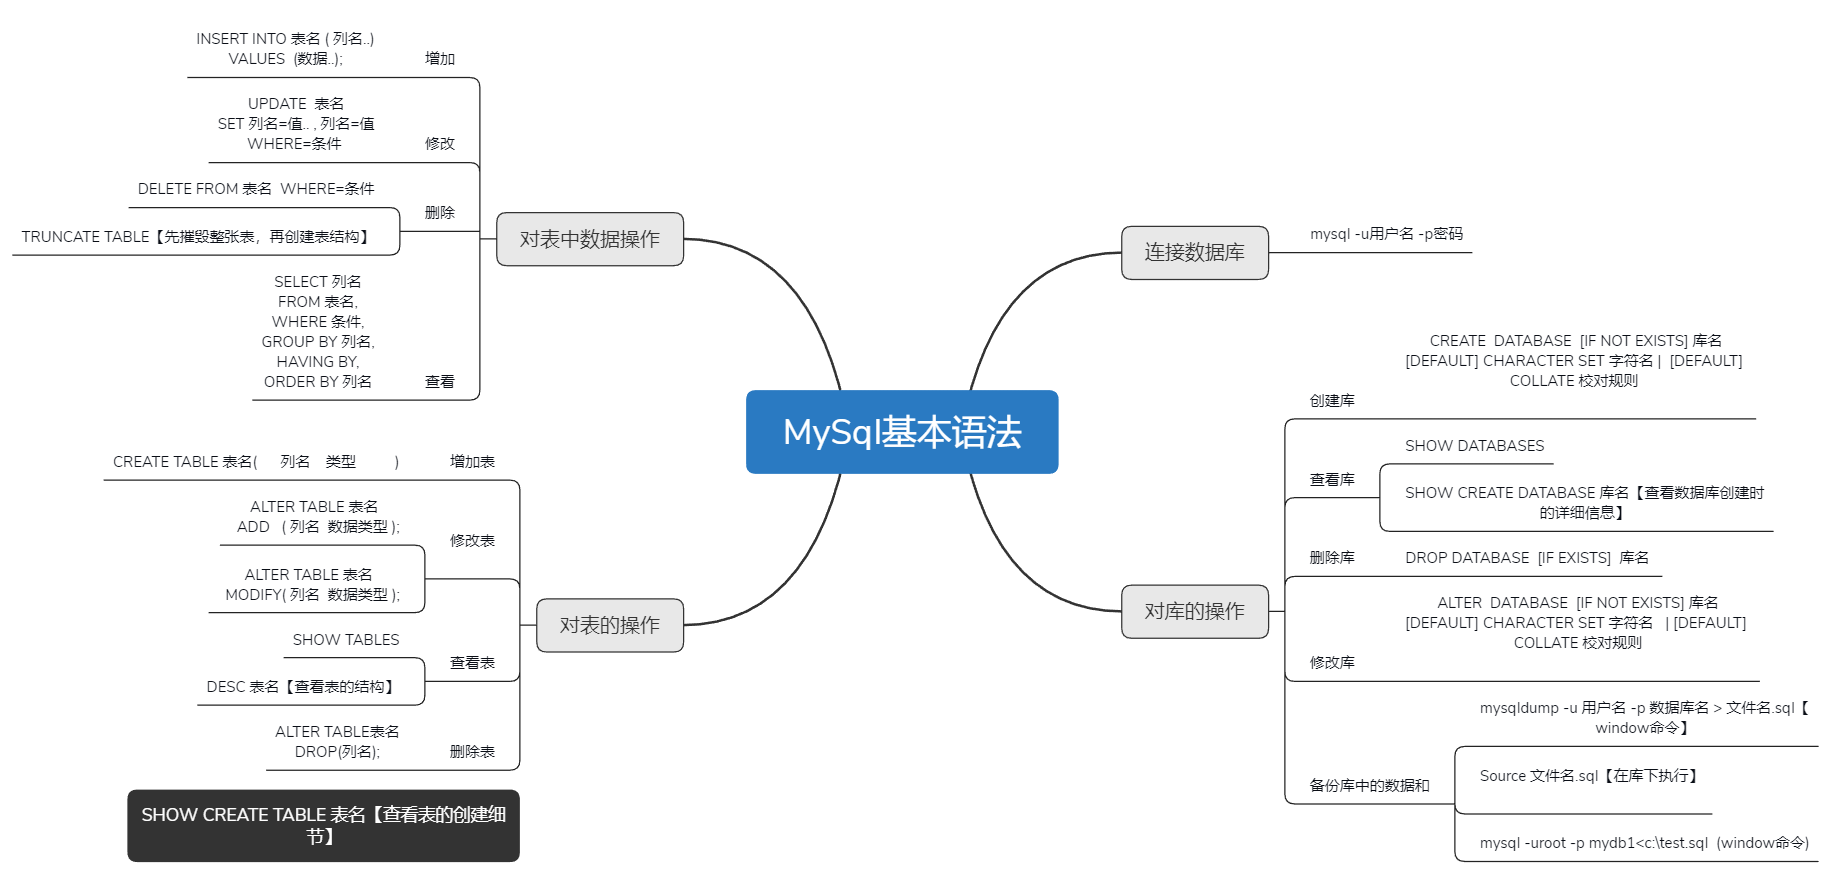 MySql基本语法
连接数据库
mysql -u用户名 -p密码
对库的操作
创建库
CREATE  DATABASE  [IF NOT EXISTS] 库名
[DEFAULT] CHARACTER SET 字符名 |  [DEFAULT]
COLLATE 校对规则
查看库
SHOW DATABASES
SHOW CREATE DATABASE 库名【查看数据库创建时
的详细信息】
删除库
DROP DATABASE  [IF EXISTS]  库名
修改库
ALTER  DATABASE  [IF NOT EXISTS] 库名
[DEFAULT] CHARACTER SET 字符名   | [DEFAULT]
COLLATE 校对规则
备份库中的数据和
mysqldump -u 用户名 -p 数据库名 > 文件名.sql【
window命令】
Source 文件名.sql【在库下执行】
mysql -uroot -p mydb1<c:\test.sql  (window命令)
对表中数据操作
增加
INSERT INTO 表名 ( 列名..)
VALUES  (数据..);
修改
UPDATE  表名
SET 列名=值.. , 列名=值
WHERE=条件
删除
DELETE FROM 表名  WHERE=条件
TRUNCATE TABLE【先摧毁整张表，再创建表结构】
查看
SELECT 列名
FROM 表名,
WHERE 条件,
GROUP BY 列名,
HAVING BY,
ORDER BY 列名
对表的操作
增加表
CREATE TABLE 表名(      列名    类型          )
修改表
ALTER TABLE 表名
ADD   ( 列名  数据类型 );
ALTER TABLE 表名
MODIFY( 列名  数据类型 );
查看表
SHOW TABLES
DESC 表名【查看表的结构】
删除表
ALTER TABLE表名
DROP(列名);
SHOW CREATE TABLE 表名【查看表的创建细
节】